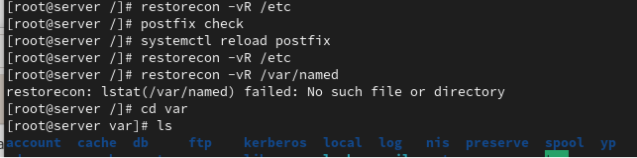 [root@server /]# restorecon -vR /etc
[root@server /]# postfix check
[root@server /]# systemctl reload postfix
[root@server /]# restorecon -vR /etc
[root@server /]# restorecon -vR /var/named
restorecon: lstat(/var/named) failed: No such file or directory
[root@server /]# cd var
[root@server var]# ls
account cache db ftp kerberos local log nis preserve spool yp